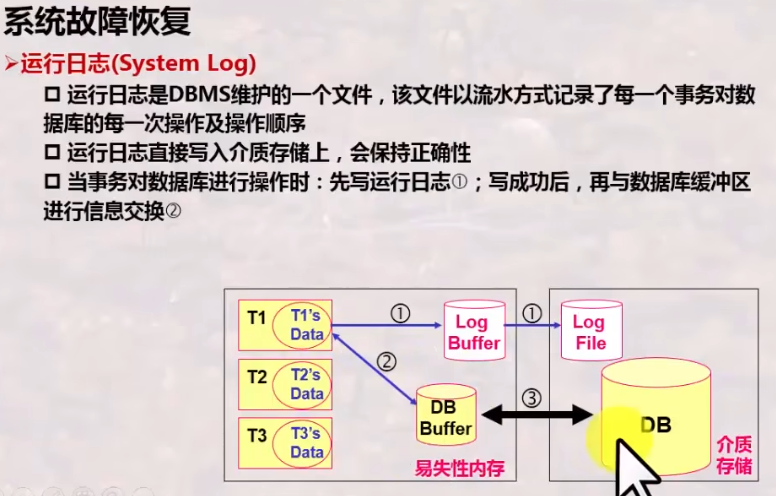 系统故障恢复
➢运行日志(System Log)
运行日志是DBMS维护的一个文件，该文件以流水方式记录了每一个事务对数
据库的每一次操作及操作顺序
运行日志直接写入介质存储上，会保持正确性
当事务对数据库进行操作时：先写运行日志①；写成功后，再与数据库缓冲区
进行信息交换②
T1
T1's
Data
①
Log
Buffer
①
Log
File
②
T2
T2's
Data
DB
Buffer
③
DB
T3
T3's
Data
易失性内存
介质
存储